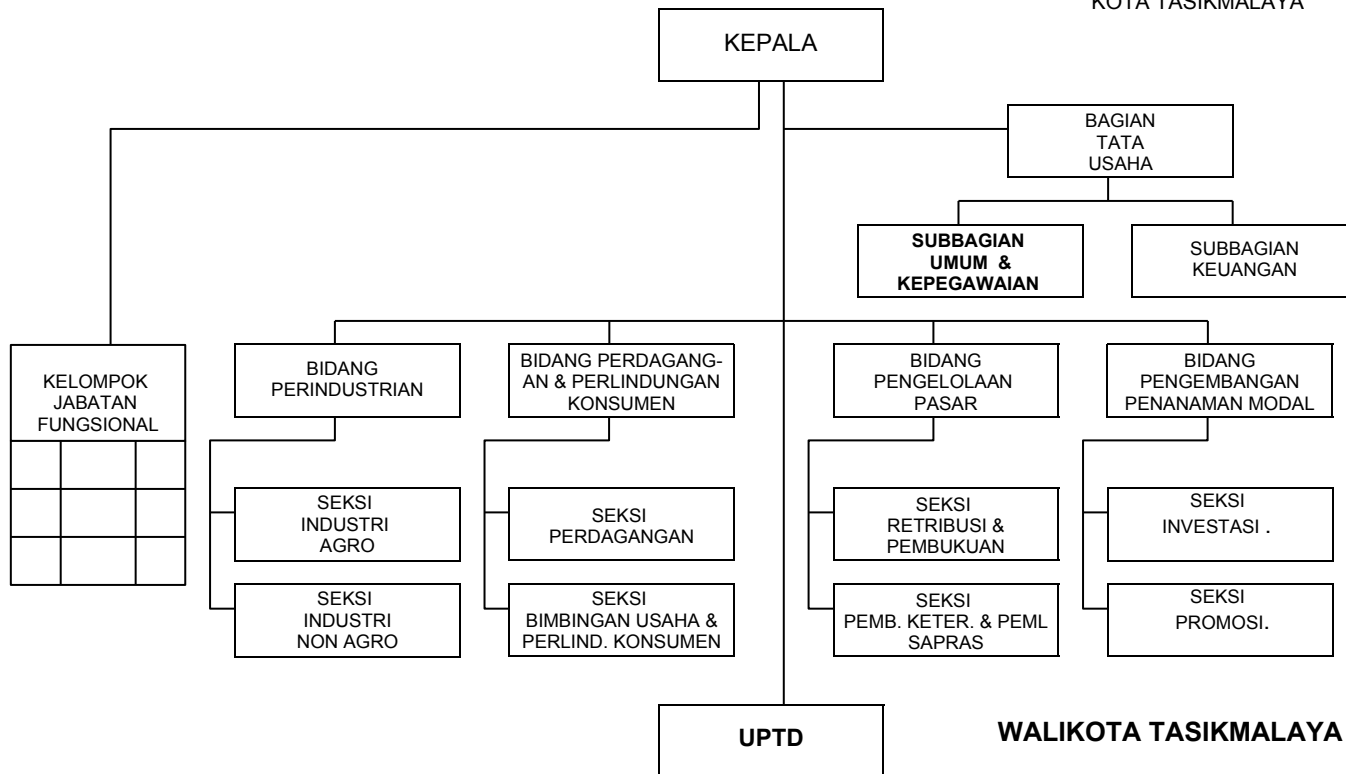 KOTA TASIKMALAYA
KEPALA
BAGIAN
TATA
USAHA
SUBBAGIAN
UMUM &
KEPEGAWAIAN
SUBBAGIAN
KEUANGAN
KELOMPOK
JABATAN
FUNGSIONAL
BIDANG
PERINDUSTRIAN
BIDANG PERDAGANG-
AN & PERLINDUNGAN
KONSUMEN
BIDANG
PENGELOLAAN
PASAR
BIDANG
PENGEMBANGAN
PENANAMAN MODAL
SEKSI
INDUSTRI
AGRO
SEKSI
PERDAGANGAN
SEKSI
RETRIBUSI &
PEMBUKUAN
SEKSI
INVESTASI .
SEKSI
INDUSTRI
NON AGRO
SEKSI
BIMBINGAN USAHA &
PERLIND. KONSUMEN
SEKSI
PEMB. KETER. & PEML
SAPRAS
SEKSI
PROMOSI.
UPTD
WALIKOTA TASIKMALAYA